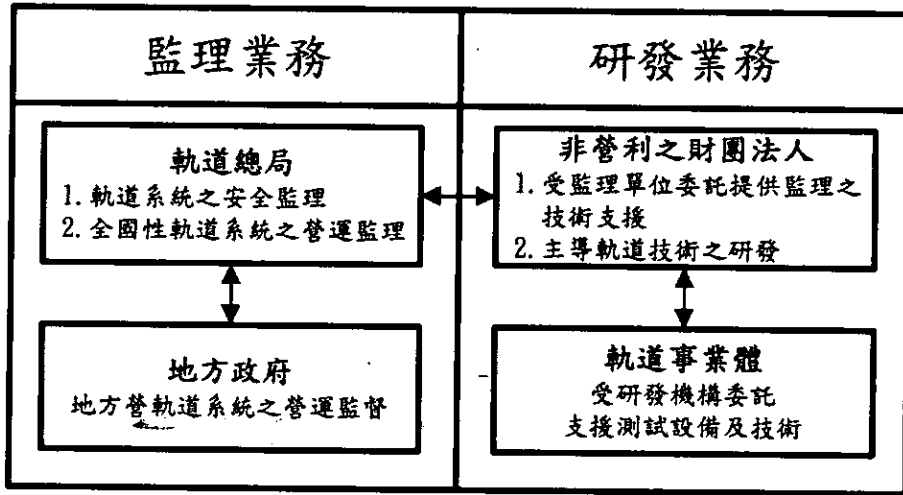 監理業務
研發業務
軌道總局
1. 軌道系統之安全監理
2. 全國性軌道系統之營運監理
非營利之財團法人
1. 受監理單位委託提供監理之
技術支援
2. 主導軌道技術之研發
地方政府
地方營軌道系統之營運監督
軌道事業體
受研發機構委託
支援測試設備及技術